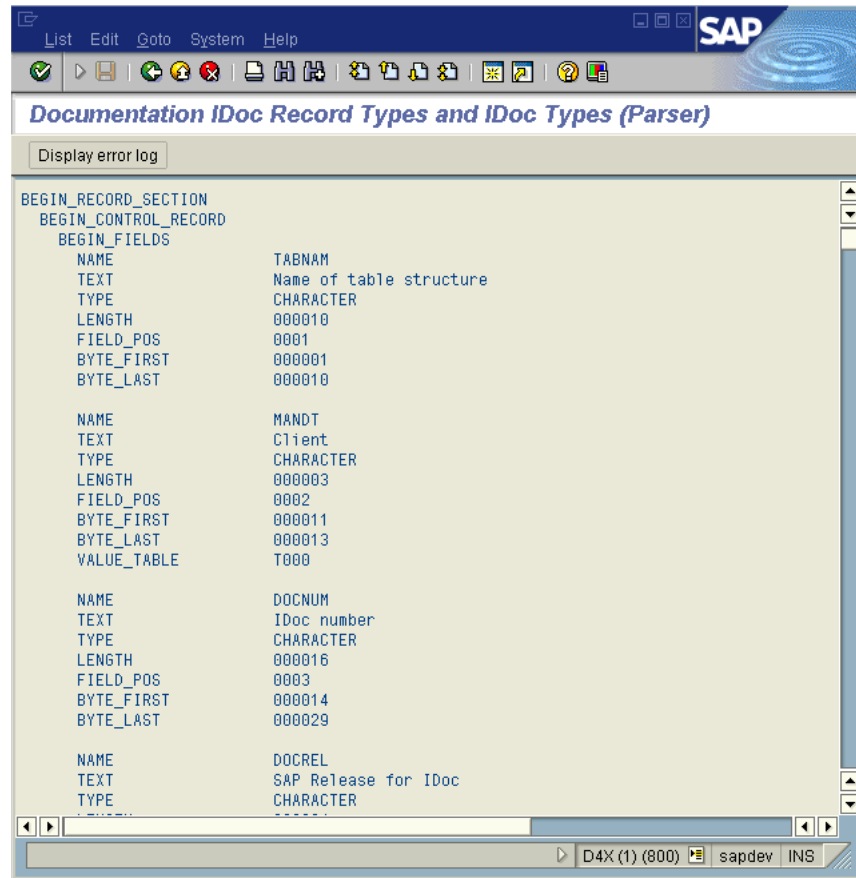 List Edit Goto System Help
SAP
Documentation IDoc Record Types and IDoc Types (Parser)
Display error log
BEGIN_RECORD_SECTION
BEGIN_CONTROL_RECORD
BEGIN_FIELDS
NAME TABNAM
TEXT Name of table structure
TYPE CHARACTER
LENGTH 000010
FIELD_POS 0001
BYTE_FIRST 000001
BYTE_LAST 000010
NAME MANDT
TEXT Client
TYPE CHARACTER
LENGTH 000003
FIELD_POS 0002
BYTE_FIRST 000011
BYTE_LAST 000013
VALUE_TABLE T000
NAME DOCNUM
TEXT IDoc number
TYPE CHARACTER
LENGTH 000016
FIELD_POS 0003
BYTE_FIRST 000014
BYTE_LAST 000029
NAME DOCREL
TEXT SAP Release for IDoc
TYPE CHARACTER
D4X (1) (800) sapdev INS